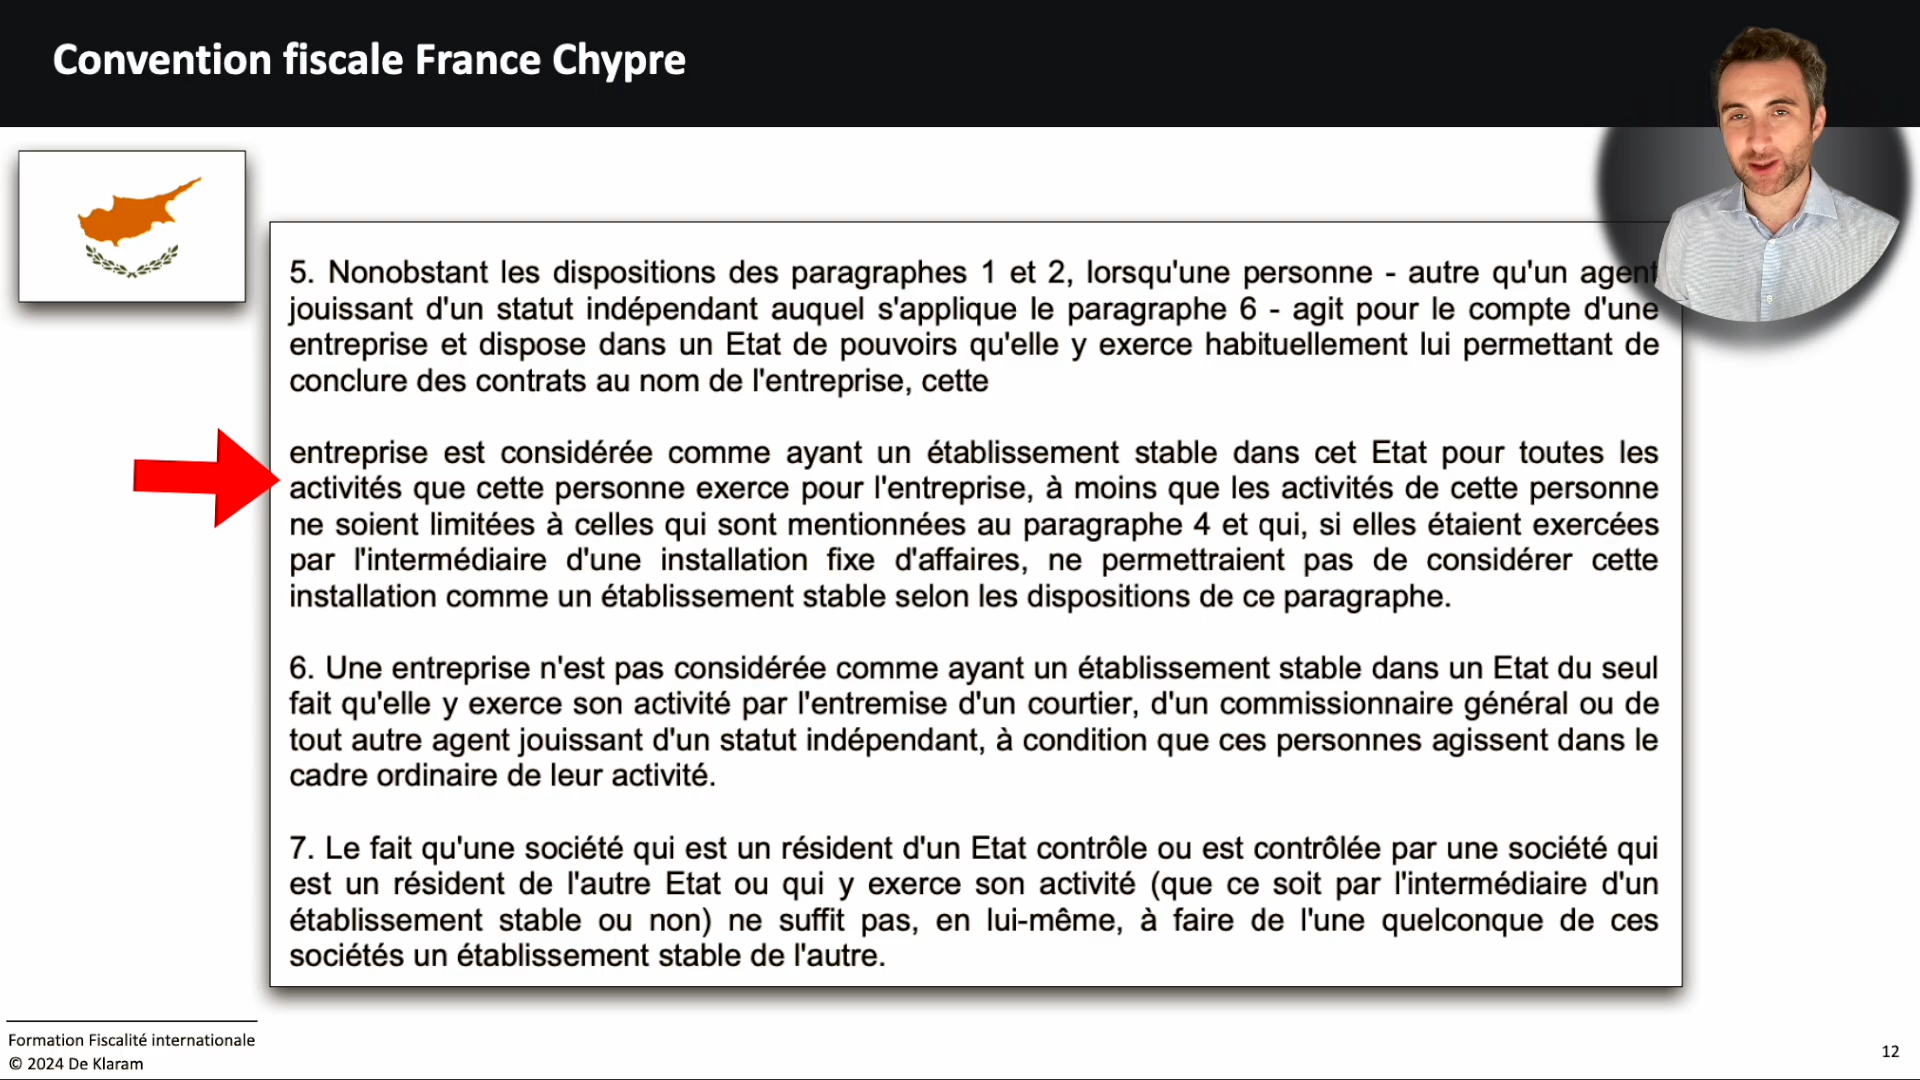 Convention fiscale France Chypre
5. Nonobstant les dispositions des paragraphes 1 et 2, lorsqu'une personne - autre qu'un agent
jouissant d'un statut indépendant auquel s'applique le paragraphe 6 - agit pour le compte d'une
entreprise et dispose dans un Etat de pouvoirs qu'elle y exerce habituellement lui permettant de
conclure des contrats au nom de l'entreprise, cette
entreprise est considérée comme ayant un établissement stable dans cet Etat pour toutes les
activités que cette personne exerce pour l'entreprise, à moins que les activités de cette personne
ne soient limitées à celles qui sont mentionnées au paragraphe 4 et qui, si elles étaient exercées
par l'intermédiaire d'une installation fixe d'affaires, ne permettraient pas de considérer cette
installation comme un établissement stable selon les dispositions de ce paragraphe.
6. Une entreprise n'est pas considérée comme ayant un établissement stable dans un Etat du seul
fait qu'elle y exerce son activité par l'entremise d'un courtier, d'un commissionnaire général ou de
tout autre agent jouissant d'un statut indépendant, à condition que ces personnes agissent dans le
cadre ordinaire de leur activité.
7. Le fait qu'une société qui est un résident d'un Etat contrôle ou est contrôlée par une société qui
est un résident de l'autre Etat ou qui y exerce son activité (que ce soit par l'intermédiaire d'un
établissement stable ou non) ne suffit pas, en lui-même, à faire de l'une quelconque de ces
sociétés un établissement stable de l'autre.
Formation Fiscalité internationale
© 2024 De Klaram
12